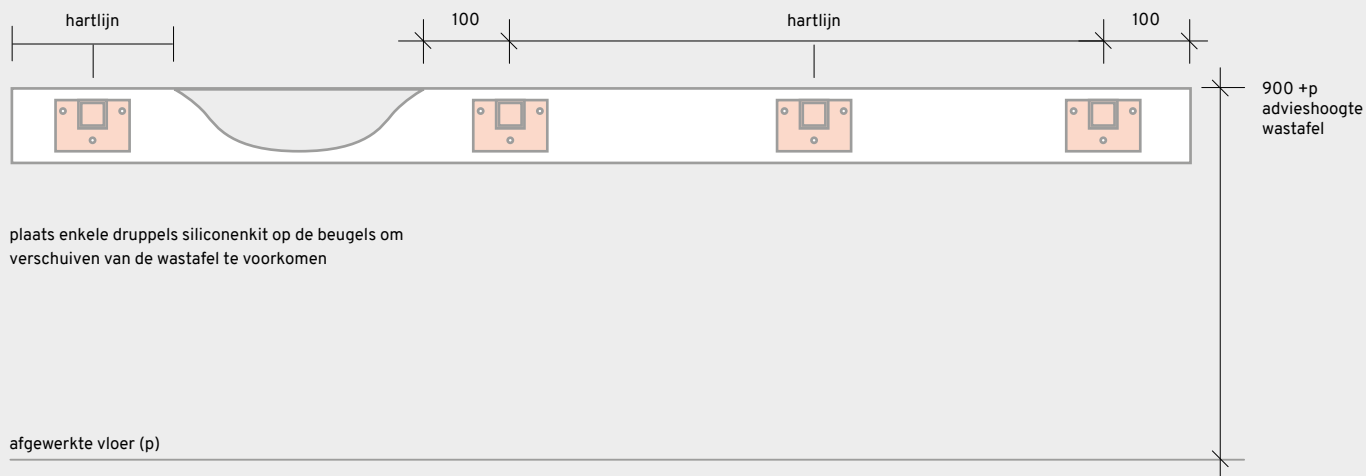 hartlijn
100
hartlijn
100
900 +p
advieshoogte
wastafel
plaats enkele druppels siliconenkit op de beugels om
verschuiven van de wastafel te voorkomen
afgewerkte vloer (p)